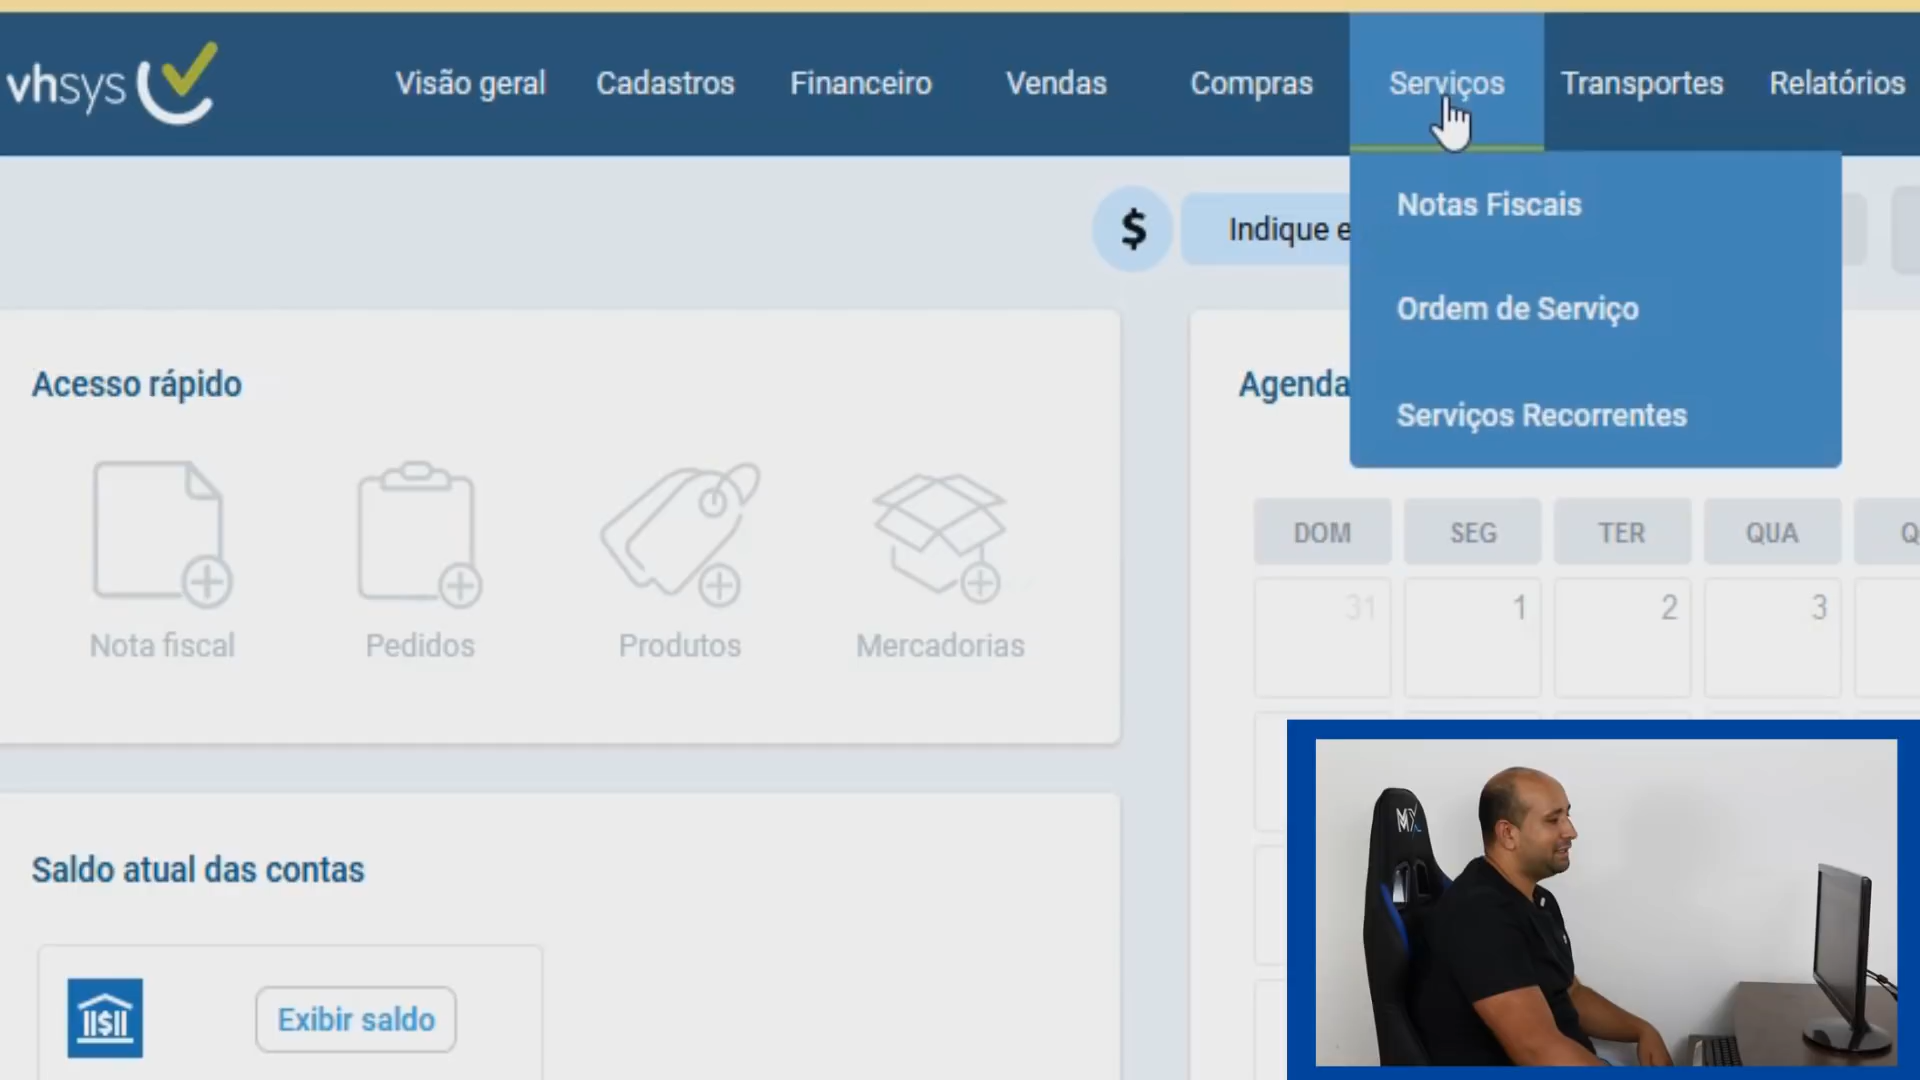 vhsys
Visão geral
Cadastros
Financeiro
Vendas
Compras
Serviços
Transportes
Relatórios
Notas Fiscais
Ordem de Serviço
Serviços Recorrentes
$
Indique e
Acesso rápido
Nota fiscal
Pedidos
Produtos
Mercadorias
Agenda
DOM
SEG
TER
QUA
Q
31
1
2
3
Saldo atual das contas
$
Exibir saldo
MX